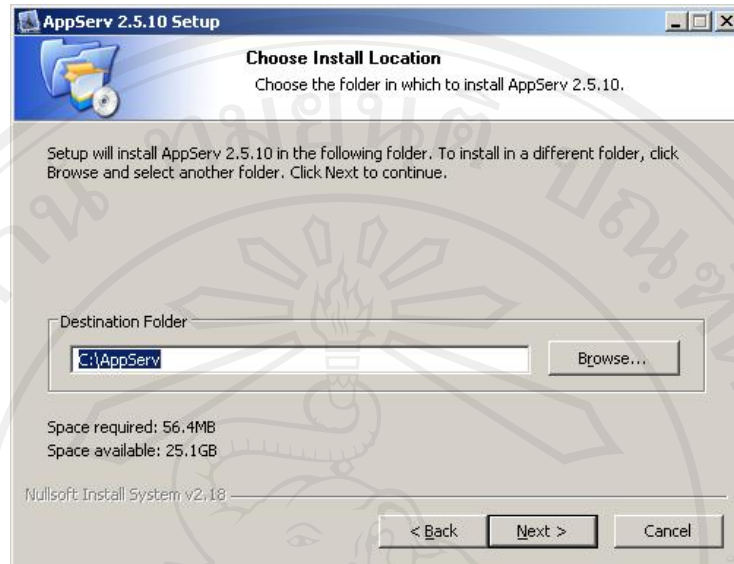 AppServ 2.5.10 Setup
Choose Install Location
Choose the folder in which to install AppServ 2.5.10.
Setup will install AppServ 2.5.10 in the following folder. To install in a different folder, click
Browse and select another folder. Click Next to continue.
Destination Folder
C:\AppServ
Browse...
Space required: 56.4MB
Space available: 25.1GB
Nullsoft Install System v2.18
< Back
Next >
Cancel